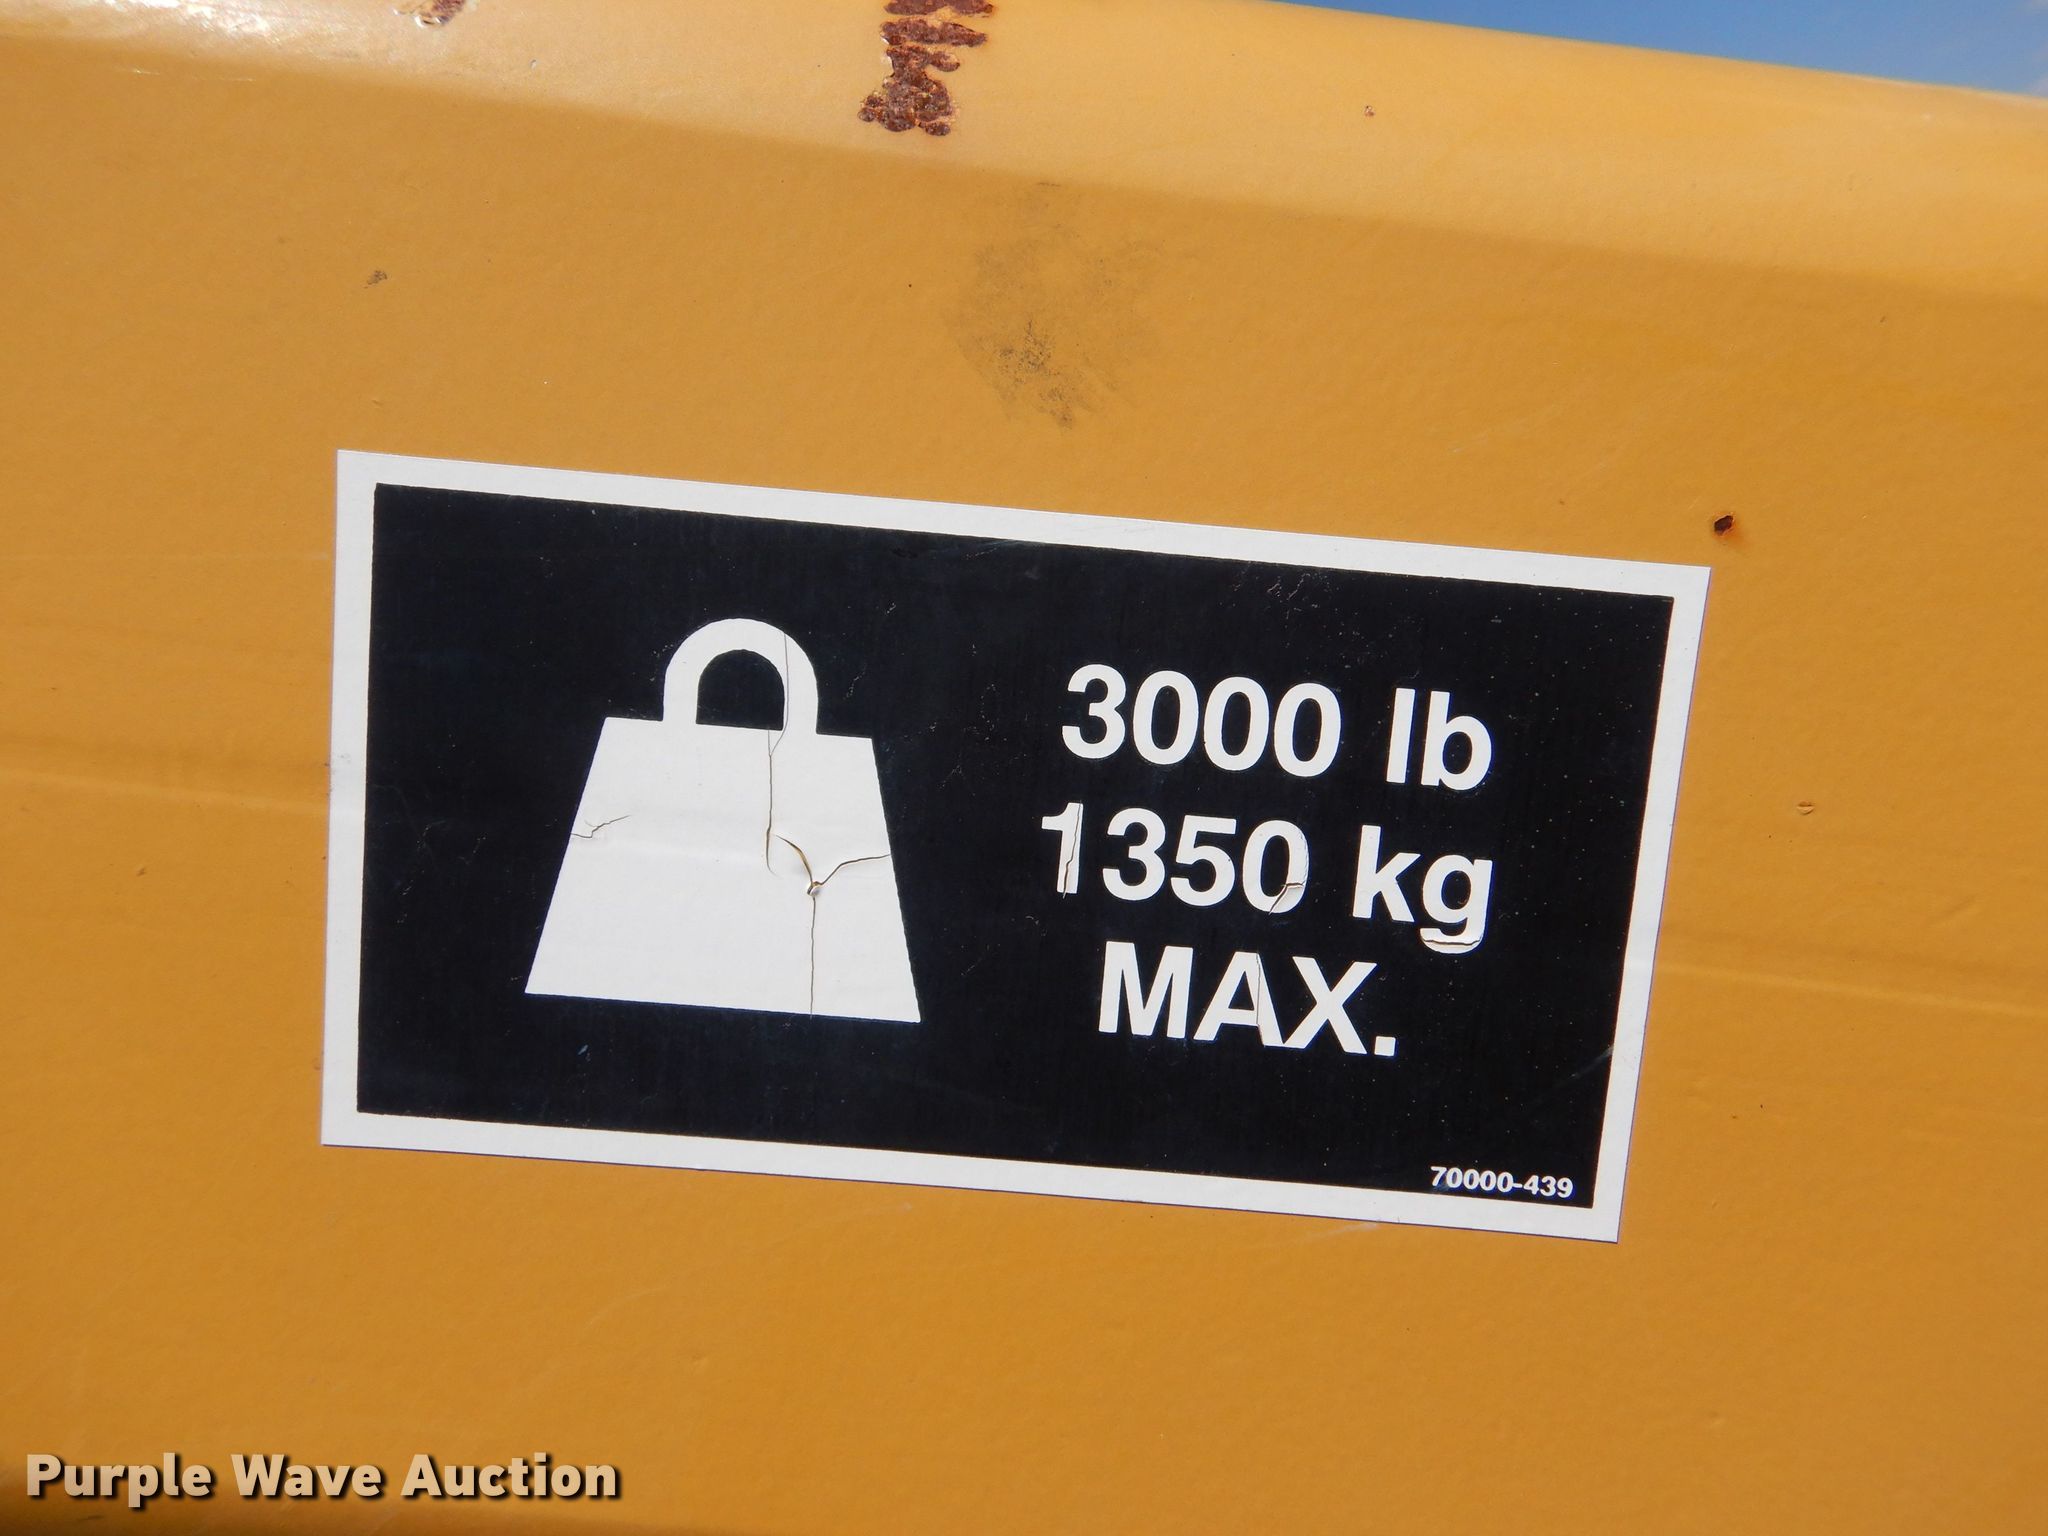 3000 lb
1350 kg
MAX.
70000-439
Purple Wave Auction